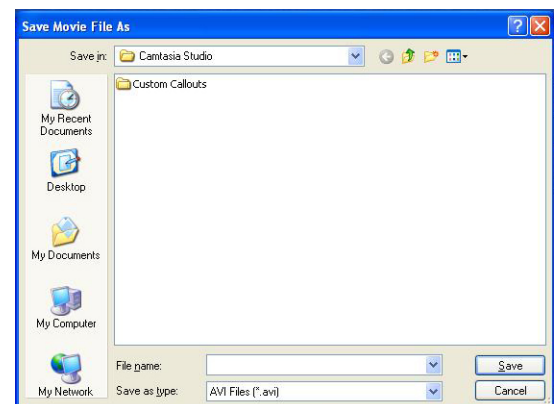 Save Movie File As
Save in: Camtasia Studio
Custom Callouts
My Recent
Documents
Desktop
My Documents
My Computer
My Network
File name:
Save
Save as type: AVI Files (*.avi)
Cancel